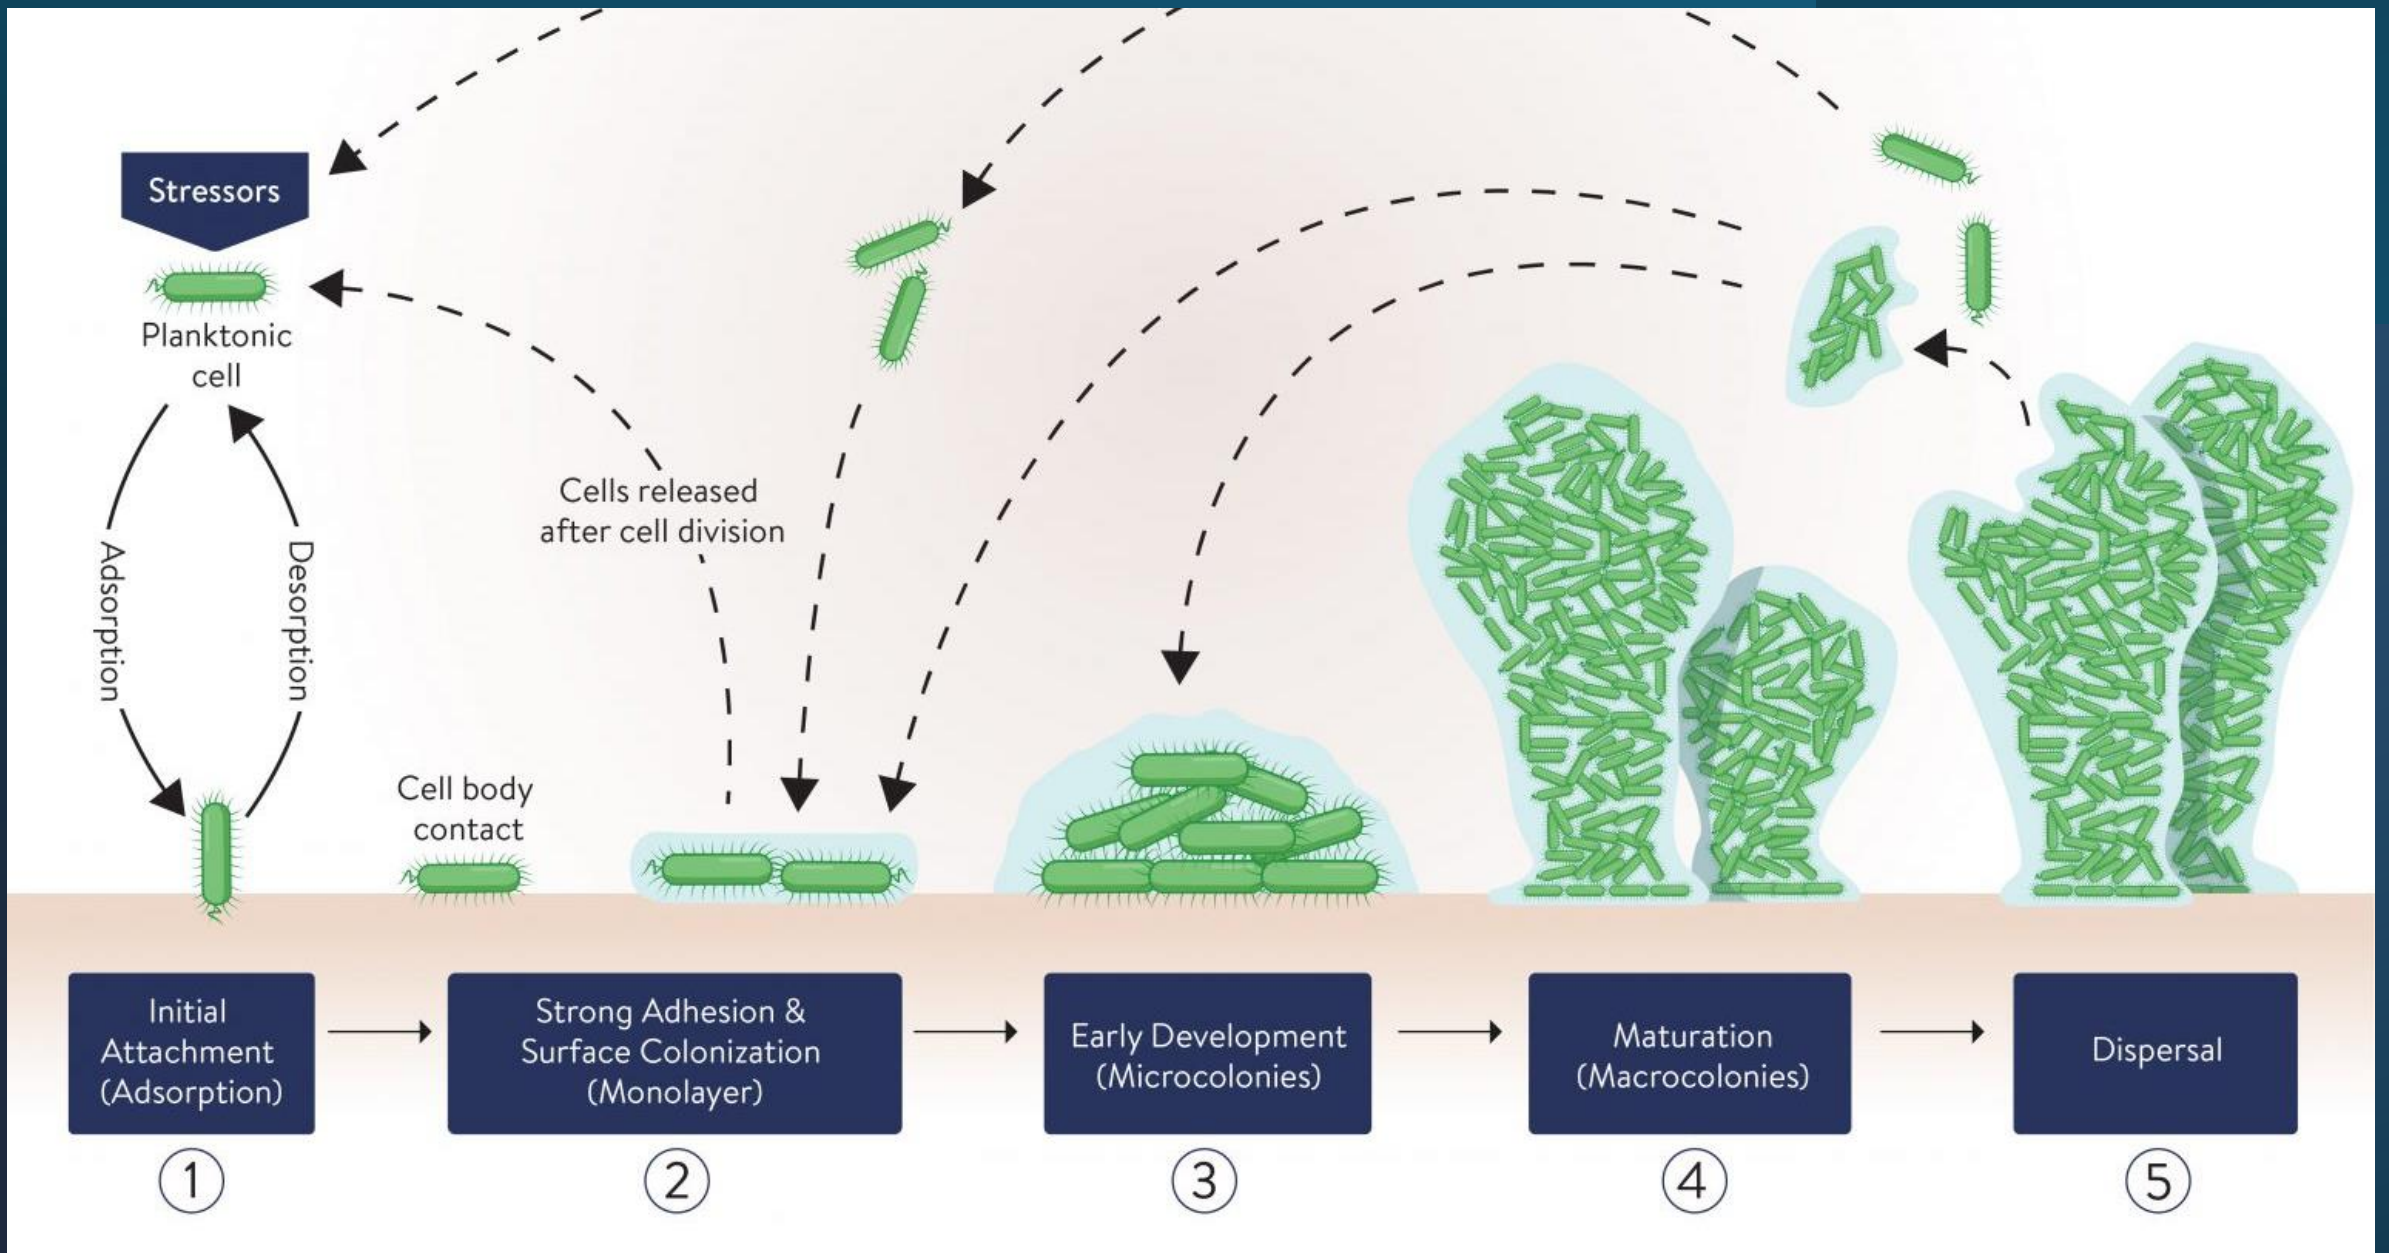 Stressors
Planktonic
cell
Adsorption
Desorption
Cells released
after cell division
Cell body
contact
Initial
Attachment
(Adsorption)
Strong Adhesion &
Surface Colonization
(Monolayer)
Early Development
(Microcolonies)
Maturation
(Macrocolonies)
Dispersal
1
2
3
4
5